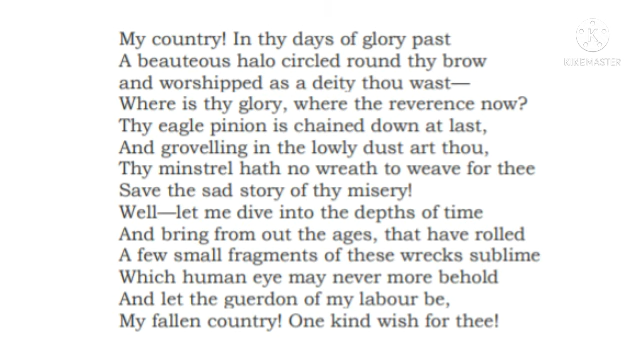 My country! In thy days of glory past
A beauteous halo circled round thy brow
and worshipped as a deity thou wast—
Where is thy glory, where the reverence now?
Thy eagle pinion is chained down at last,
And grovelling in the lowly dust art thou,
Thy minstrel hath no wreath to weave for thee
Save the sad story of thy misery!
Well—let me dive into the depths of time
And bring from out the ages, that have rolled
A few small fragments of these wrecks sublime
Which human eye may never more behold
And let the guerdon of my labour be,
My fallen country! One kind wish for thee!
KINEMASTER